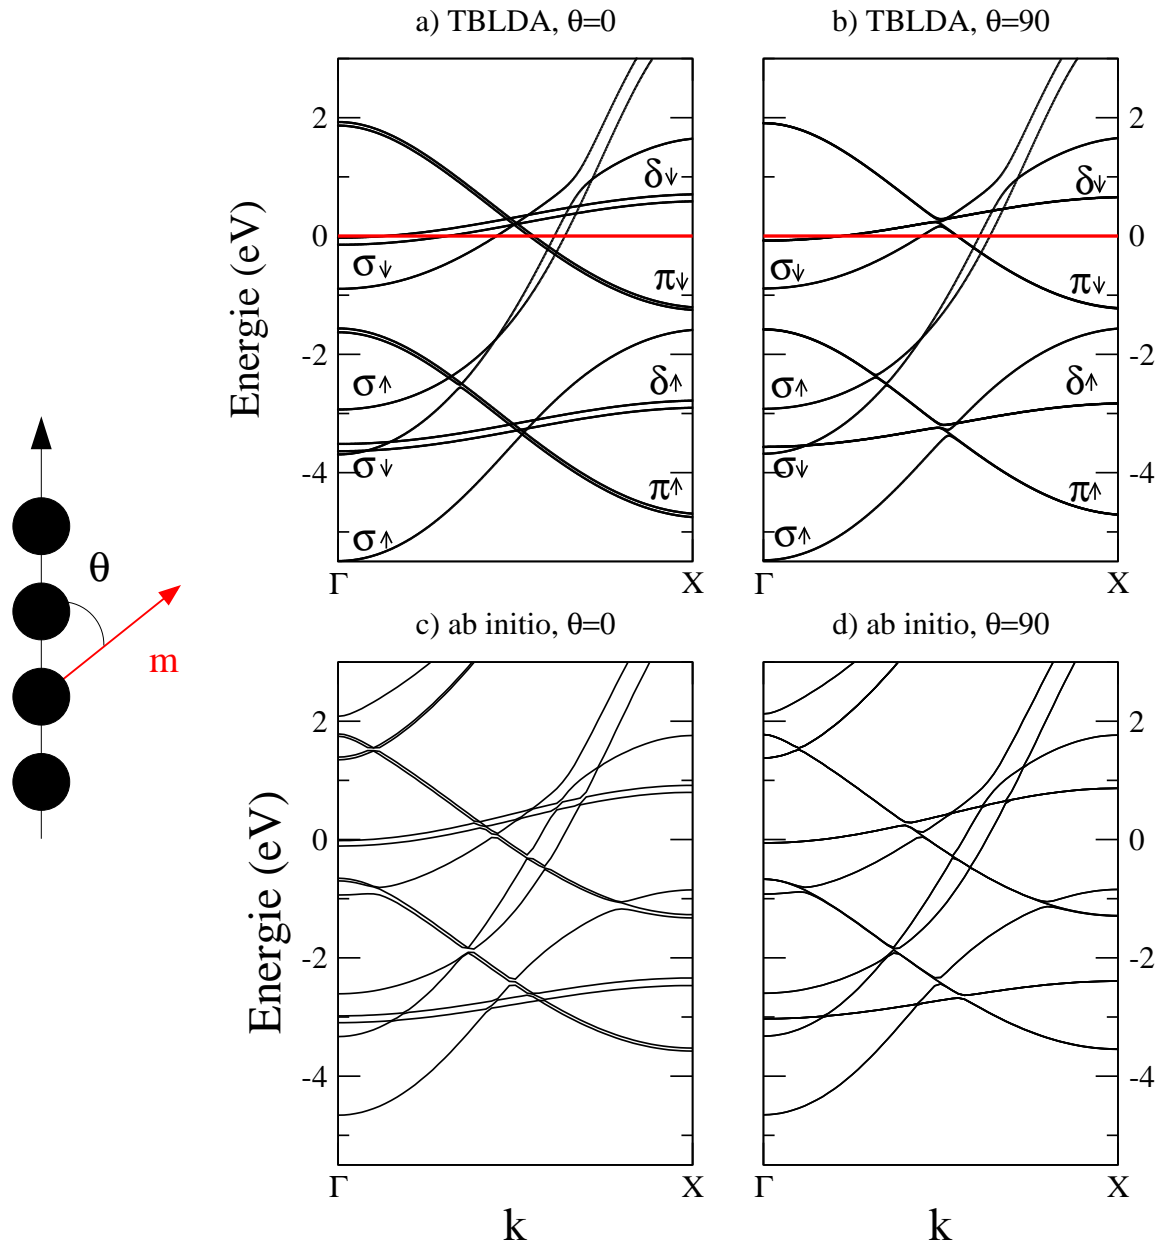 a) TBLDA, θ=0
b) TBLDA, θ=90
Energie (eV)
2
0
-2
-4
δ↓
σ↓
π↓
σ↑
δ↑
σ↓
π↑
σ↑
Γ
X
δ↓
σ↓
π↓
σ↑
δ↑
σ↓
π↑
σ↑
2
0
-2
-4
Γ
X
θ
m
c) ab initio, θ=0
d) ab initio, θ=90
Energie (eV)
2
0
-2
-4
Γ
X
k
2
0
-2
-4
Γ
X
k